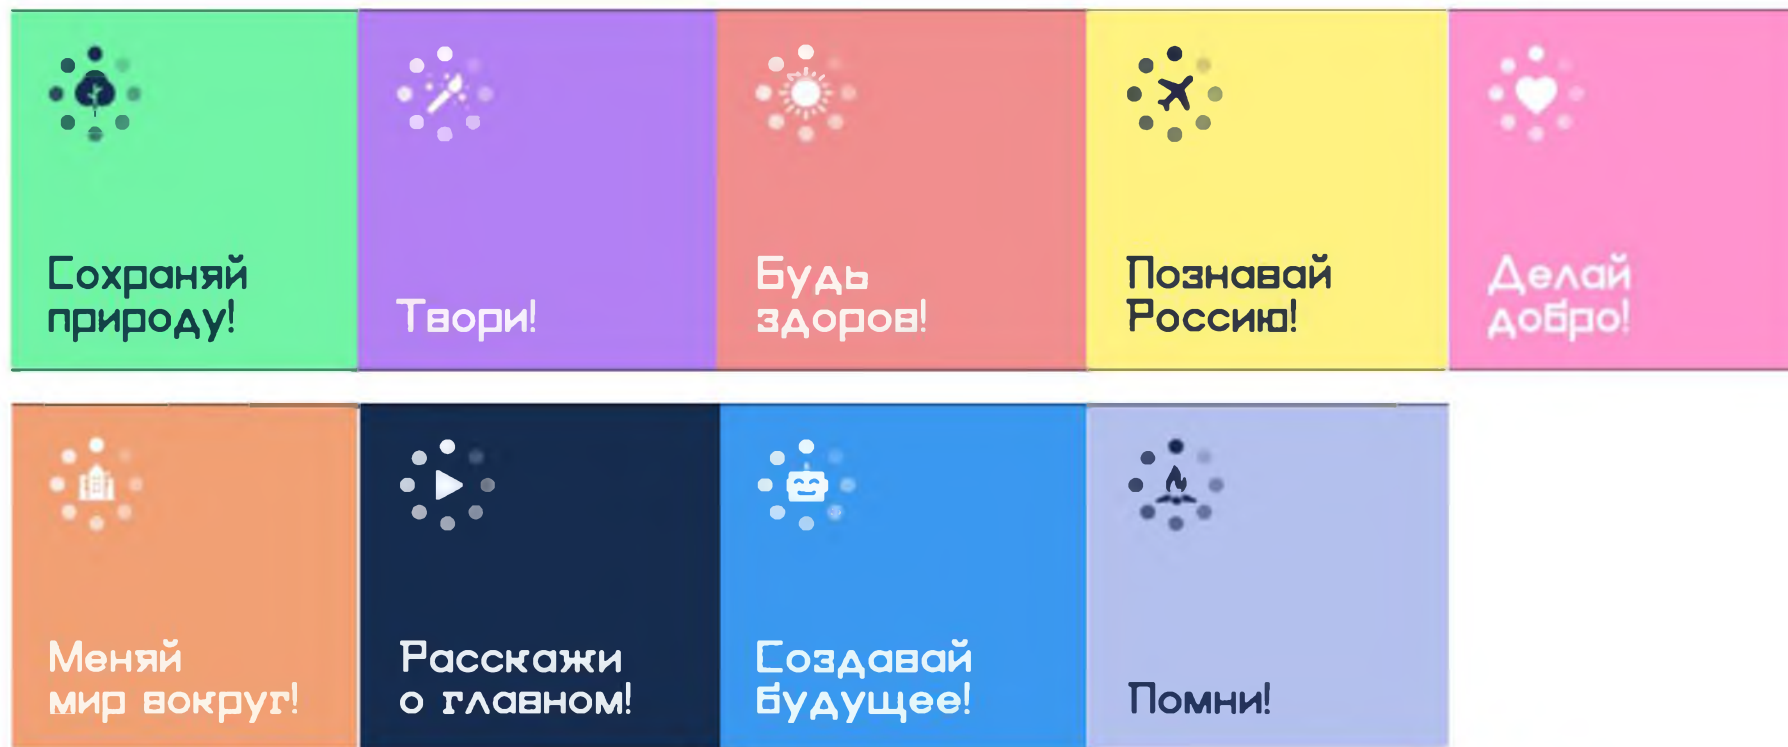 Сохраняй
природу!
Твори!
Будь
здоров!
Познавай
Россию!
Делай
добро!
Меняй
мир вокруг!
Расскажи
о главном!
Создавай
будущее!
Помни!